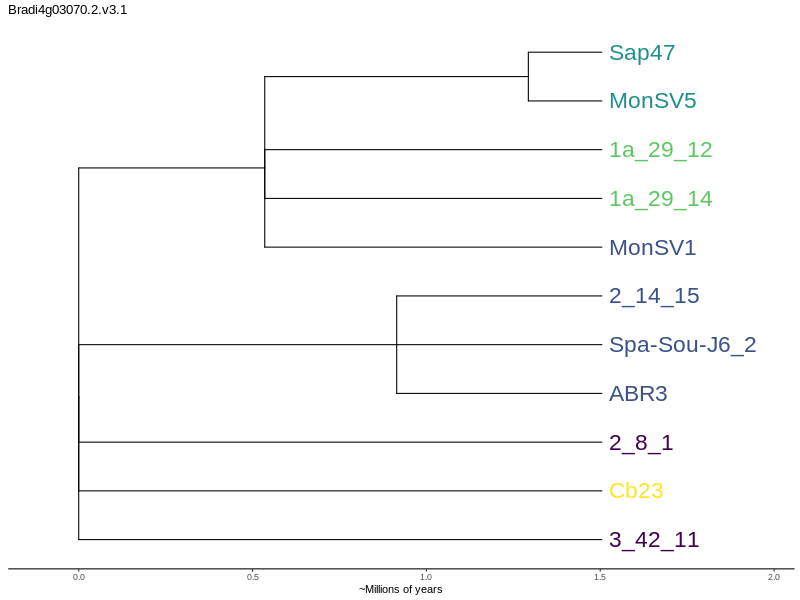 Bradi4g03070.2.v3.1
Sap47
MonSV5
1a_29_12
1a_29_14
MonSV1
2_14_15
Spa-Sou-J6_2
ABR3
2_8_1
Cb23
3_42_11
0.0 0.5 1.0 1.5 2.0
~Millions of years